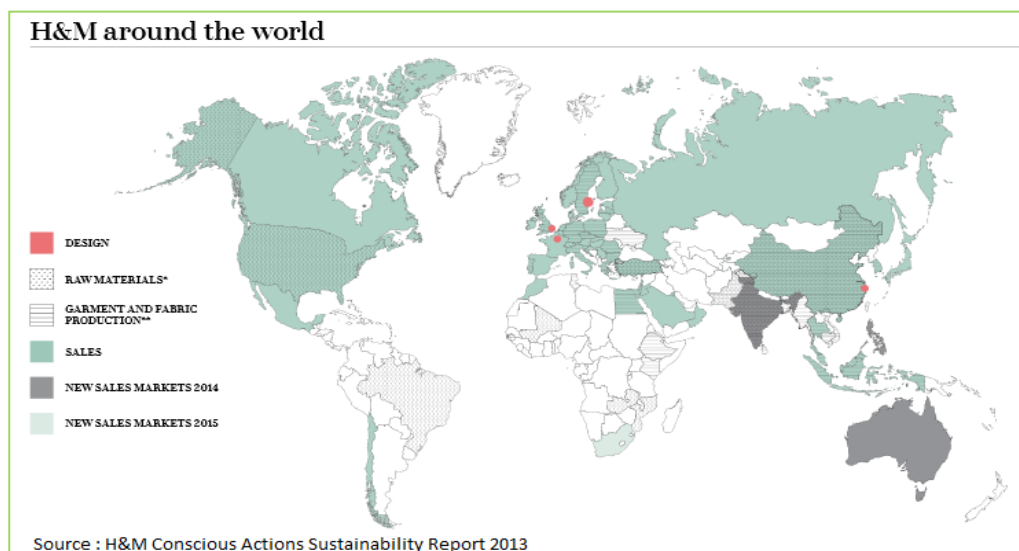 H&M around the world
DESIGN
RAW MATERIALS*
GARMENT AND FABRIC
PRODUCTION**
SALES
NEW SALES MARKETS 2014
NEW SALES MARKETS 2015
Source : H&M Conscious Actions Sustainability Report 2013